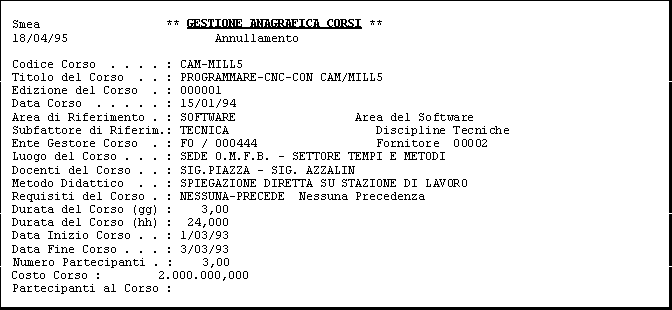 Smea ** GESTIONE ANAGRAFICA CORSI **
18/04/95 Annullamento
Codice Corso . . . . : CAM-MILL5
Titolo del Corso . . : PROGRAMMARE-CNC-CON CAM/MILL5
Edizione del Corso . : 000001
Data Corso . . . . . : 15/01/94
Area di Riferimento . : SOFTWARE Area del Software
Subfattore di Riferim.: TECNICA Discipline Tecniche
Ente Gestore Corso . : FO / 000444 Fornitore 00002
Luogo del Corso . . . : SEDE O.M.F.B. - SETTORE TEMPI E METODI
Docenti del Corso . . : SIG.PIAZZA - SIG. AZZALIN
Metodo Didattico . . : SPIEGAZIONE DIRETTA SU STAZIONE DI LAVORO
Requisiti del Corso . : NESSUNA-PRECEDE Nessuna Precedenza
Durata del Corso (gg) : 3,00
Durata del Corso (hh) : 24,000
Data Inizio Corso . . : 1/03/93
Data Fine Corso . . . : 3/03/93
Numero Partecipanti . : 3,00
Costo Corso : 2.000.000,000
Partecipanti al Corso :